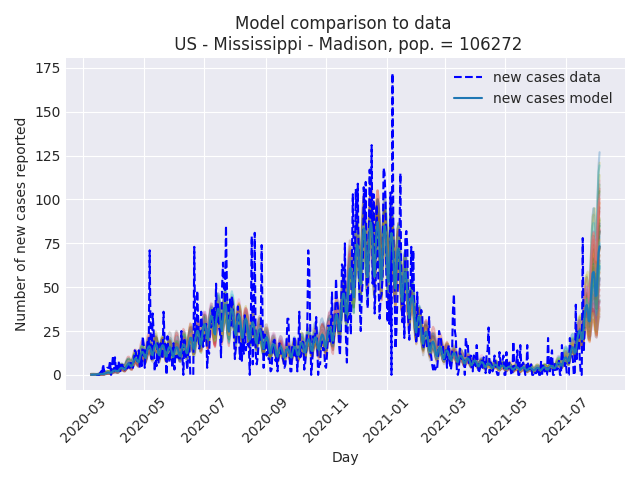 Model comparison to data
US - Mississippi - Madison, pop. = 106272
new cases data
new cases model
Number of new cases reported
175
150
125
100
75
50
25
0
2020-03
2020-05
2020-07
2020-09
2020-11
2021-01
2021-03
2021-05
2021-07
Day